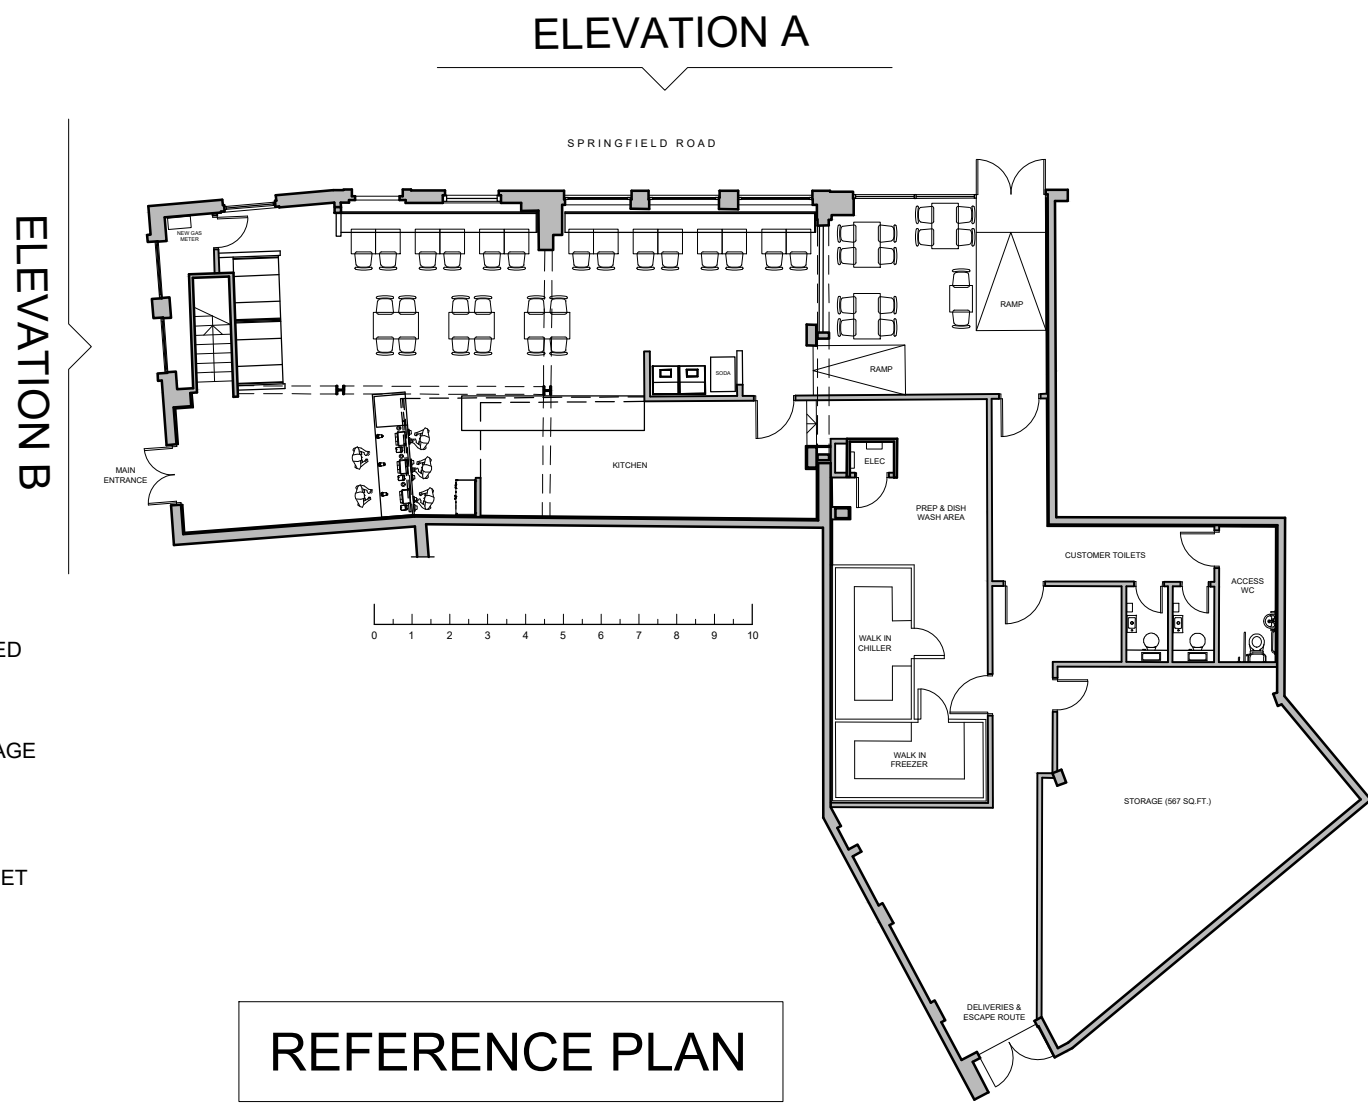 ELEVATION A
SPRINGFIELD ROAD
ELEVATION B
NEW GAS
METER
RAMP
RAMP
SODA
MAIN
ENTRANCE
KITCHEN
ELEC
PREP & DISH
WASH AREA
CUSTOMER TOILETS
ACCESS
WC
0 1 2 3 4 5 6 7 8 9 10
WALK IN
CHILLER
ED
AGE
WALK IN
FREEZER
STORAGE (567 SQ.FT.)
ET
DELIVERIES &
ESCAPE ROUTE
REFERENCE PLAN